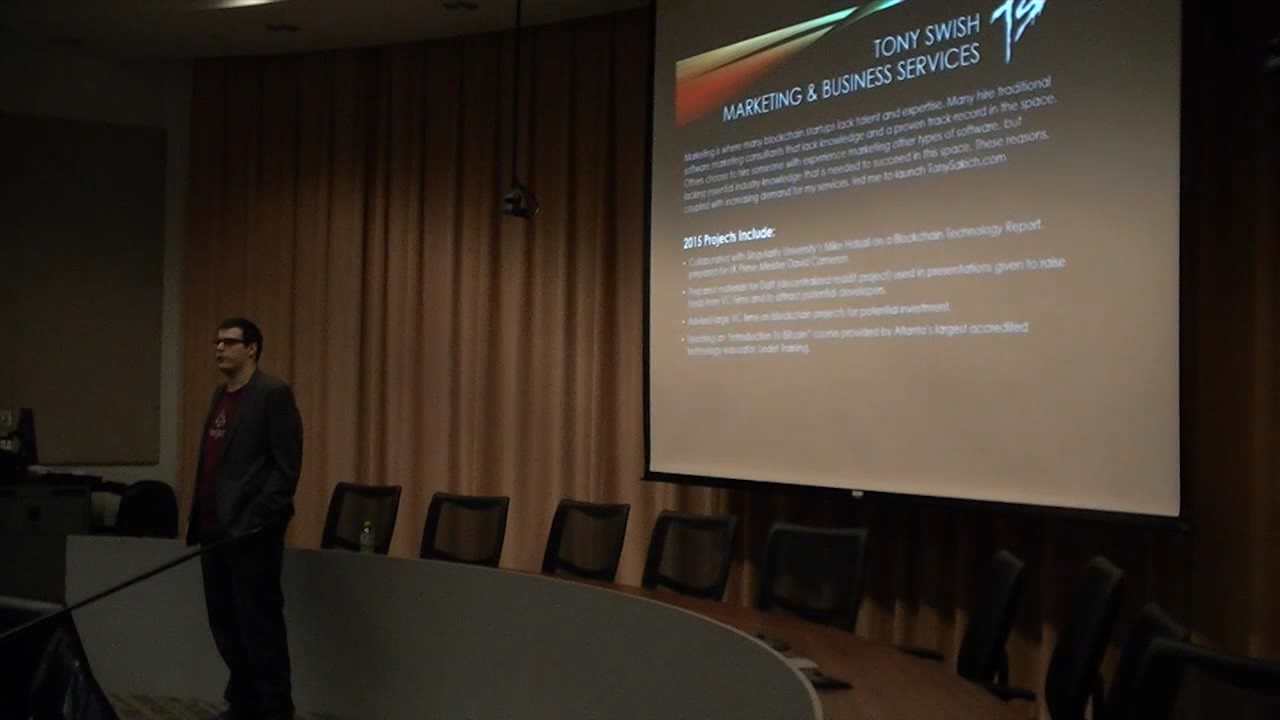 TS
TONY SWISH
MARKETING & BUSINESS SERVICES
Marketing is where many blockchain startups lack talent and expertise. Many hire traditional
software marketing consultants that lack knowledge and a proven track record in the space.
Others choose to hire someone with experience marketing other types of software, but
lacking essential industry knowledge that is needed to succeed in this space. These reasons,
coupled with increasing demand for my services, led me to launch TonySakich.com
2015 Projects Include:
• Collaborated with Singularity University's Mike Halsall on a Blockchain Technology Report,
prepared for UK Prime Minister David Cameron
• Prepared materials for (decentralized reddit project) used in presentations given to raise
funds from VC firms and to attract potential developers.
• Advised large VC firms on blockchain projects for potential investment.
• Teaching an "Introduction To Bitcoin" course provided by Atlanta's largest accredited
technology educator, Ledet Training.